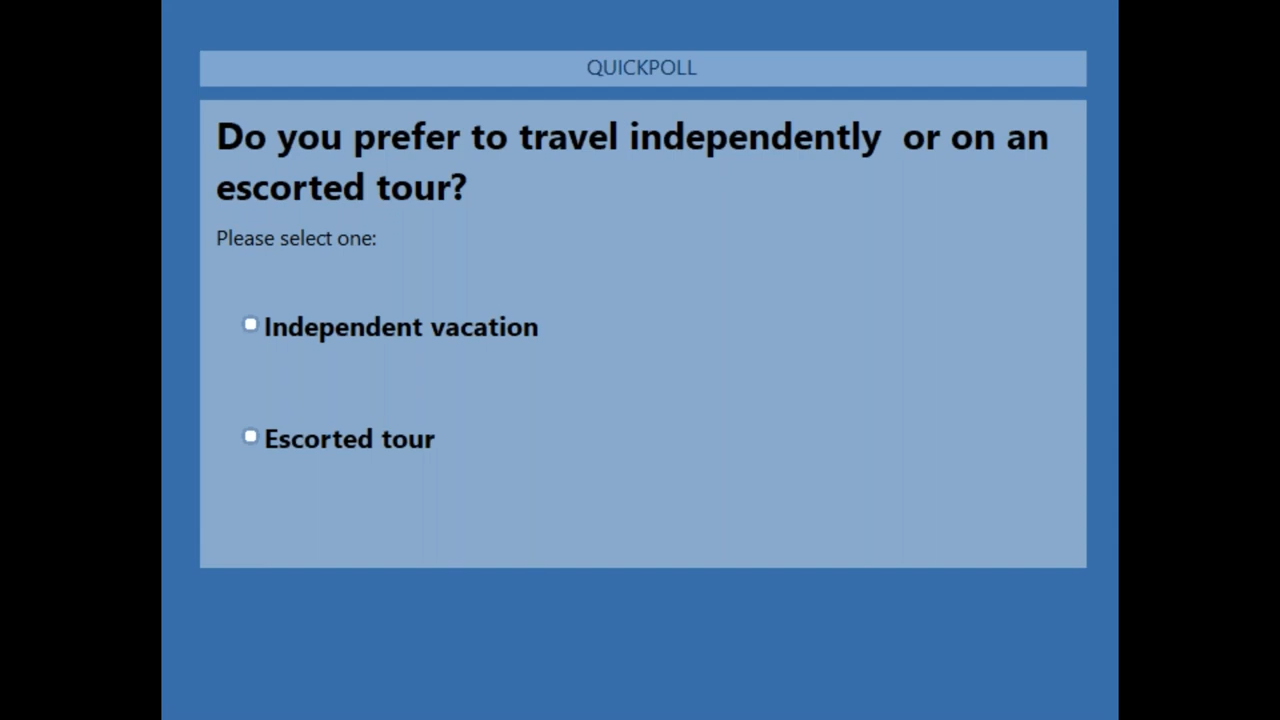 QUICKPOLL
Do you prefer to travel independently  or on an
escorted tour?
Please select one:
Independent vacation
Escorted tour